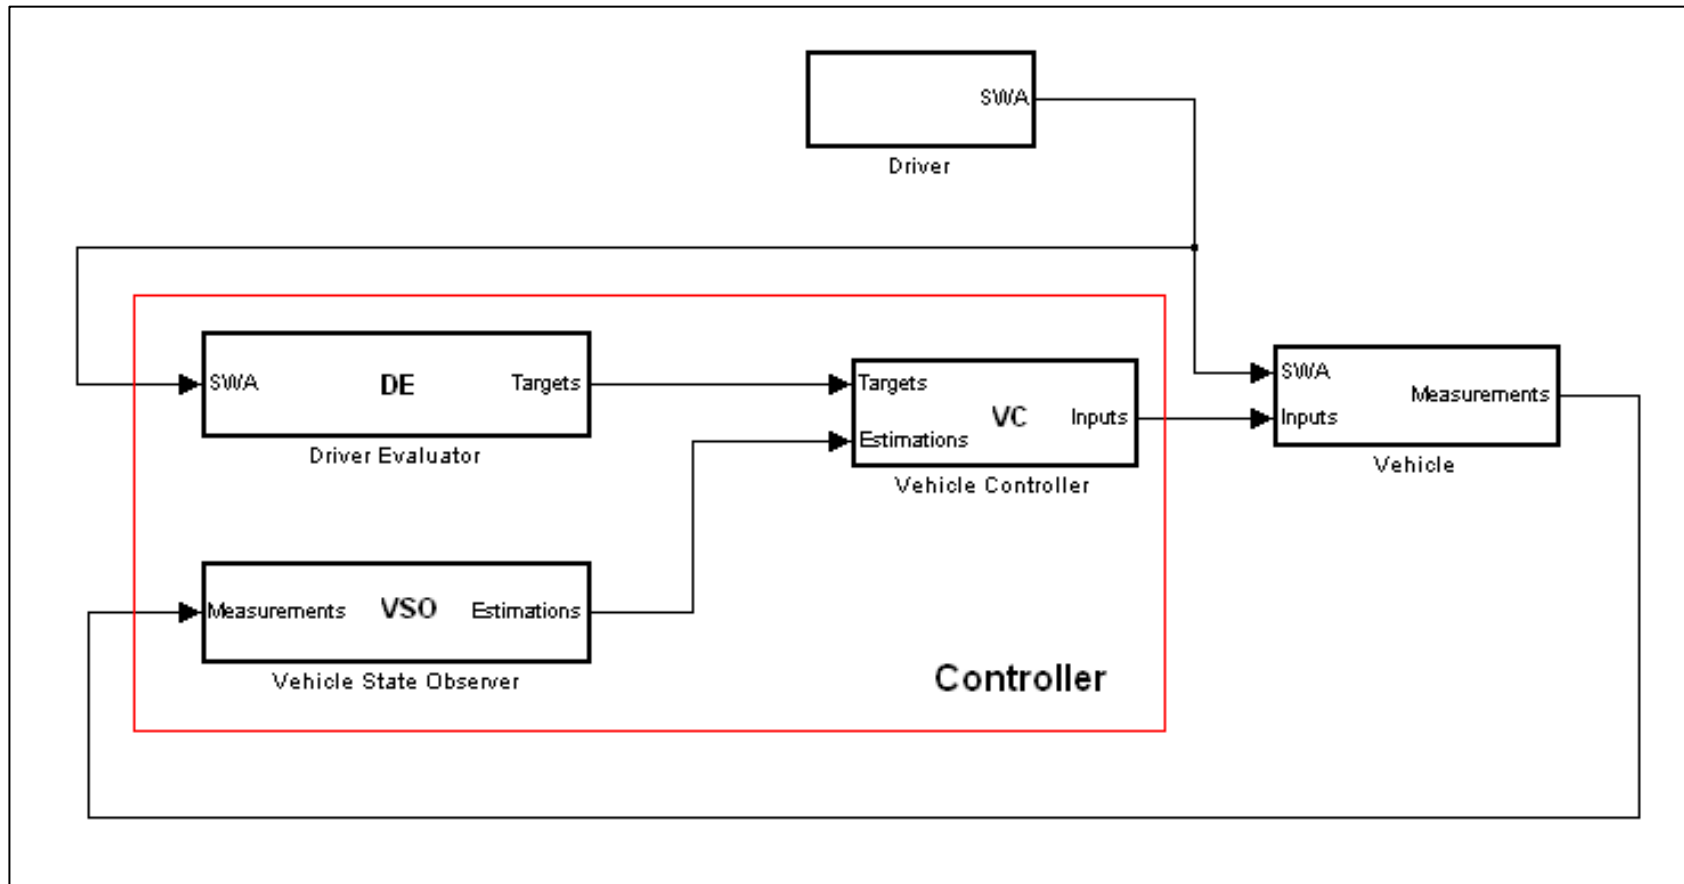 SWA
Driver
SWA
DE
Targets
Driver Evaluator
Targets
Estimations
VC
Inputs
Vehicle Controller
SWA
Inputs
Measurements
Vehicle
Measurements
VSO
Estimations
Vehicle State Observer
Controller